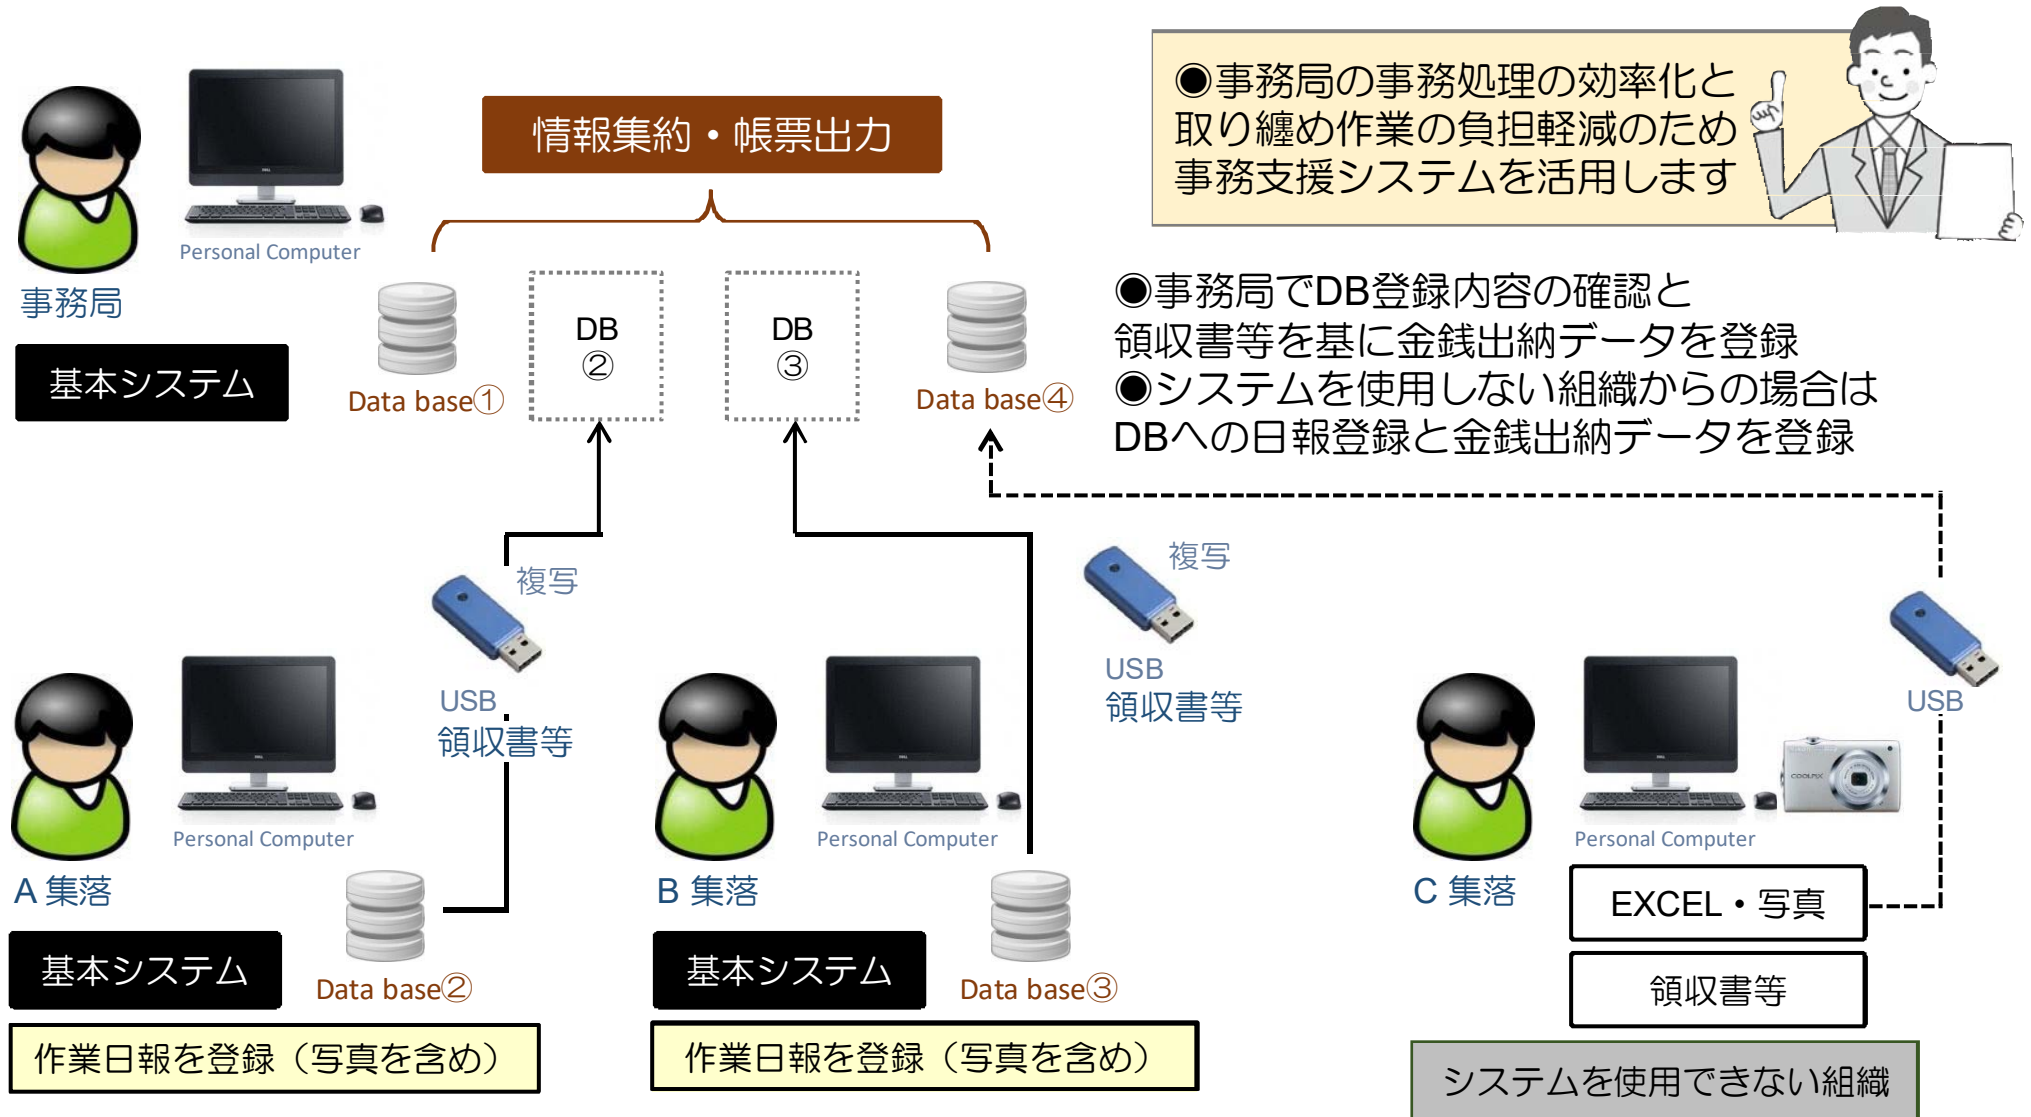 ◉事務局の事務処理の効率化と
取り纏め作業の負担軽減のため
事務支援システムを活用します
情報集約・帳票出力
Personal Computer
事務局
基本システム
Data base①
DB
②
DB
③
Data base④
◉事務局でDB登録内容の確認と
領収書等を基に金銭出納データを登録
◉システムを使用しない組織からの場合は
DBへの日報登録と金銭出納データを登録
複写
USB
領収書等
Personal Computer
A 集落
基本システム
Data base②
作業日報を登録（写真を含め）
複写
USB
領収書等
Personal Computer
B 集落
基本システム
Data base③
作業日報を登録（写真を含め）
USB
COOLPIX
Personal Computer
C 集落
EXCEL・写真
領収書等
システムを使用できない組織